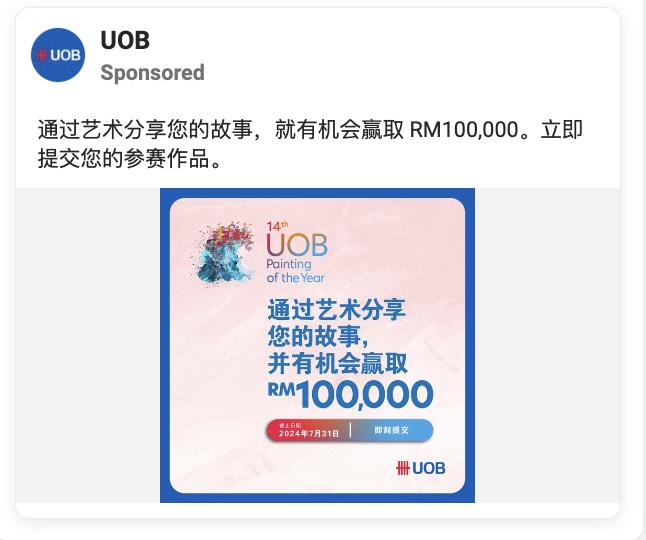 UOB
UOB
Sponsored
通过艺术分享您的故事，就有机会赢取 RM100,000。立即
提交您的参赛作品。
14th
UOB
Painting
of the Year
通过艺术分享
您的故事，
并有机会赢取
RM100,000
截止日期
2024年7月31日
即刻提交
UOB